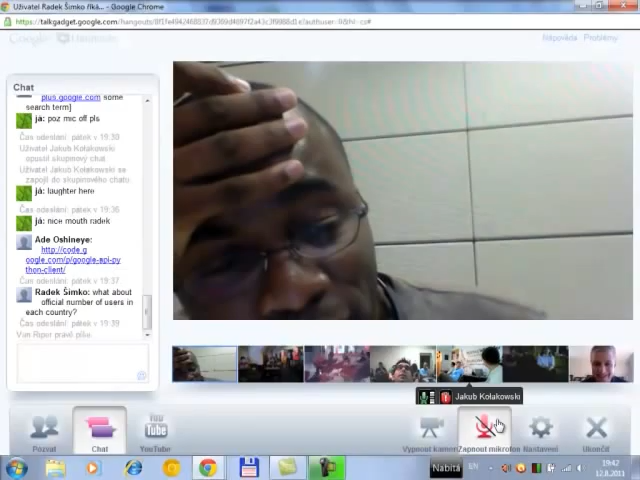 Uživatel Radek Šimko říká... - Google Chrome
Google+ Hangouts
Nápověda Problémy
Chat
plus.google.com some
search term]
já: poz mic off pls
Čas odeslání: pátek v 19:30
Uživatel Jakub Kołakowski
opustil skupinový chat
Uživatel Jakub Kołakowski se
zapojil do skupinového chatu.
já: laughter here
Čas odeslání: pátek v 19:36
já: nice mouth radek
Ade Oshineye:
http://code.g
oogle.com/p/google-api-py
thon-client/
Čas odeslání: pátek v 19:37
Radek Šimko: what about
official number of users in
each country?
Čas odeslání: pátek v 19:39
Van Riper právě píše.
Jakub Kołakowski
You
Tube
Pozvat Chat YouTube Vypnout kameru Zapnout mikrofon Nastavení Ukončit
Nabitá EN 19:42
12.8.2011